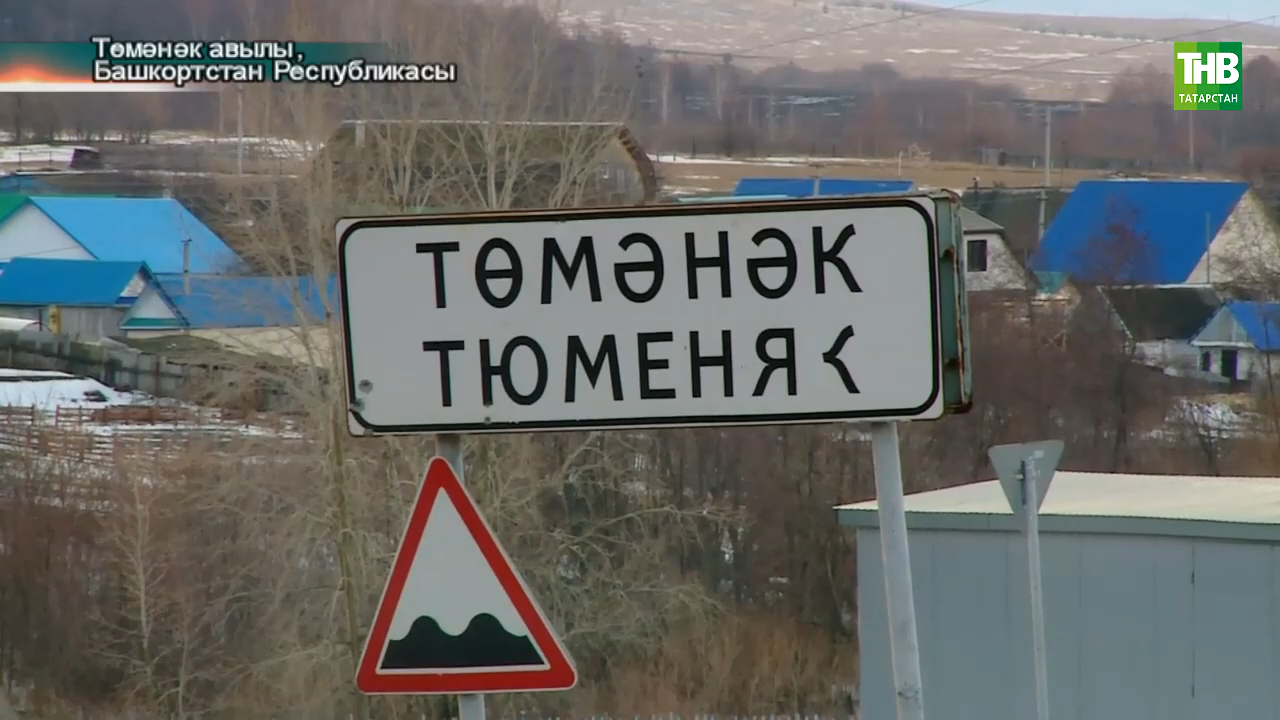 Төмәнәк авылы,
Башкортстан Республикасы
ТНВ
ТАТАРСТАН
ТӨМӘНӘК
ТЮМЕНЯК